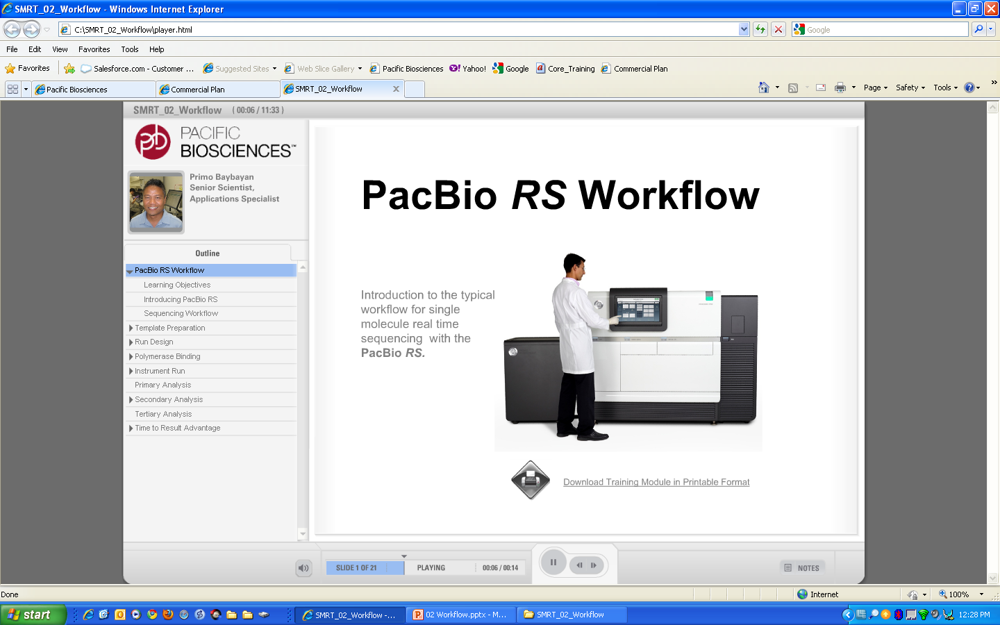 SMRT_02_Workflow - Windows Internet Explorer
C:\SMRT_02_Workflow\player.html
Google
File Edit View Favorites Tools Help
Favorites
Salesforce.com - Customer ...
Suggested Sites
Web Slice Gallery
Pacific Biosciences
Yahoo!
Google
Core_Training
Commercial Plan
Pacific Biosciences
Commercial Plan
SMRT_02_Workflow
Page Safety Tools
SMRT_02_Workflow ( 00:06 / 11:33 )
PACIFIC
BIOSCIENCES™
Primo Baybayan
Senior Scientist,
Applications Specialist
Outline
PacBio RS Workflow
Learning Objectives
Introducing PacBio RS
Sequencing Workflow
Template Preparation
Run Design
Polymerase Binding
Instrument Run
Primary Analysis
Secondary Analysis
Tertiary Analysis
Time to Result Advantage
PacBio RS Workflow
Introduction to the typical
workflow for single
molecule real time
sequencing with the
PacBio RS.
Download Training Module in Printable Format
SLIDE 1 OF 21
PLAYING
00:06 / 00:14
NOTES
Done
Internet
100%
start
SMRT_02_Workflow -...
02 Workflow.pptx - M...
SMRT_02_Workflow
12:28 PM